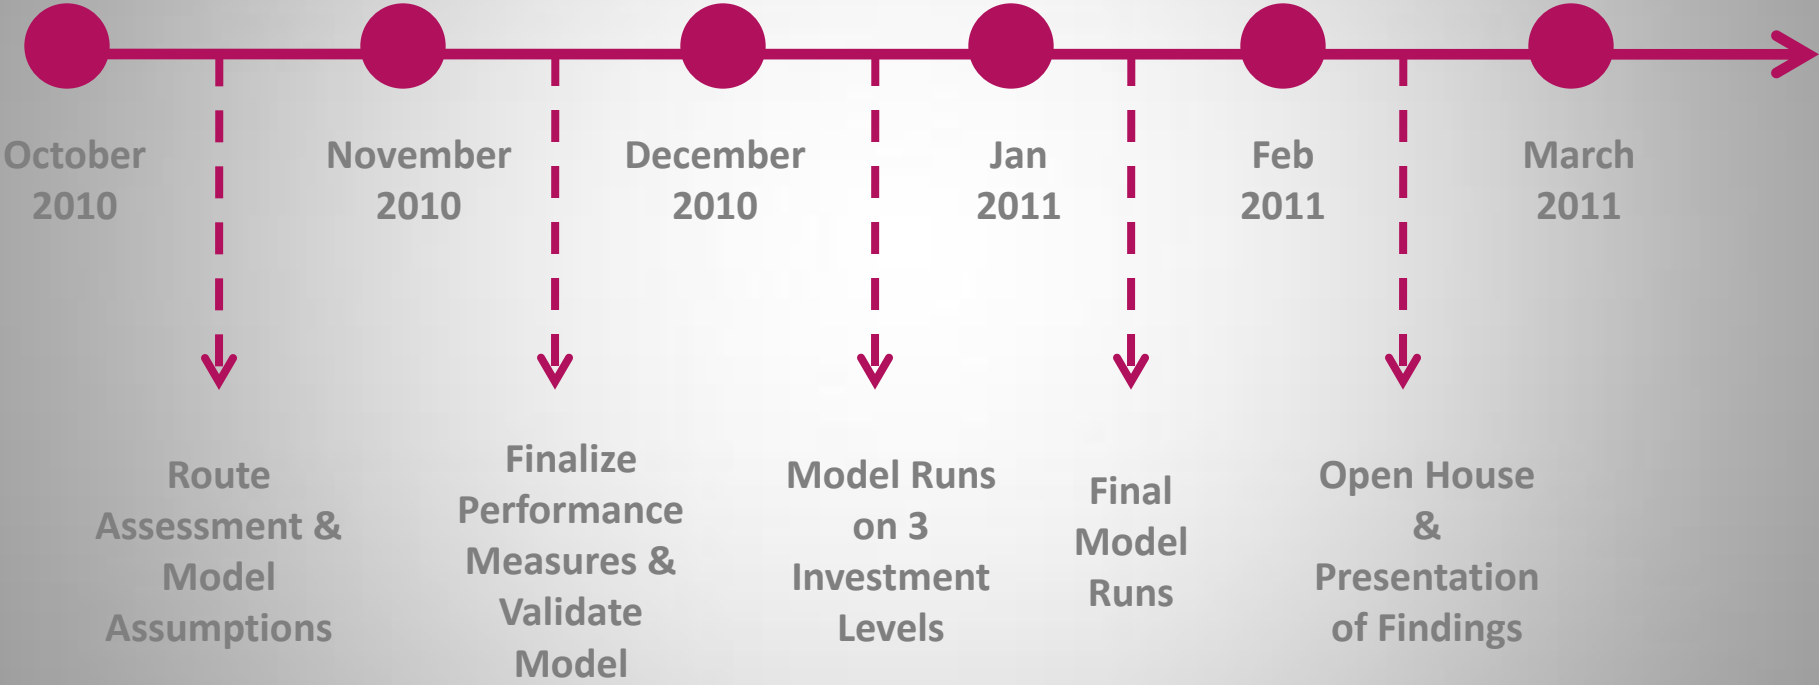 October
2010
November
2010
December
2010
Jan
2011
Feb
2011
March
2011
Route
Assessment &
Model
Assumptions
Finalize
Performance
Measures &
Validate
Model
Model Runs
on 3
Investment
Levels
Final
Model
Runs
Open House
&
Presentation
of Findings